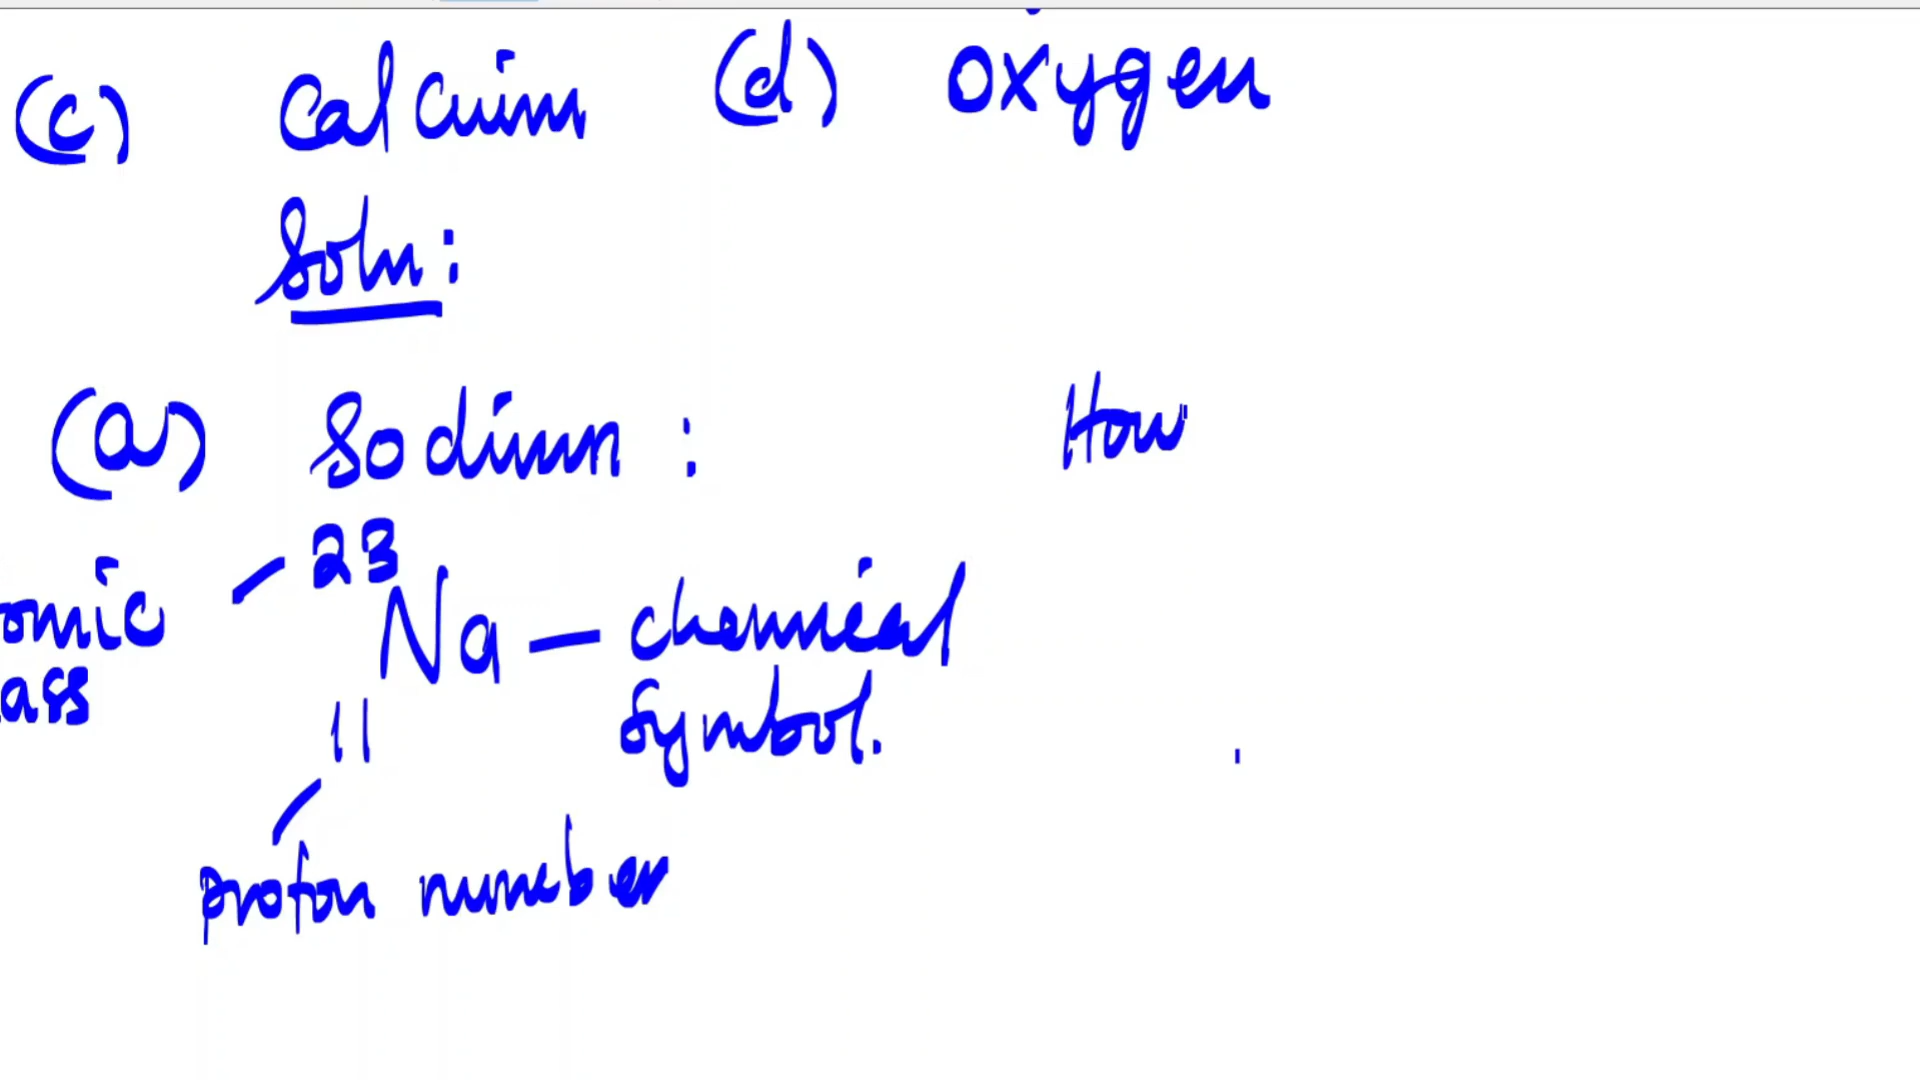 (c) Calcium (d) oxygen
Soln:
(a) Sodium : How
23
omic
Na - chemical
ass
11 symbol.
proton number